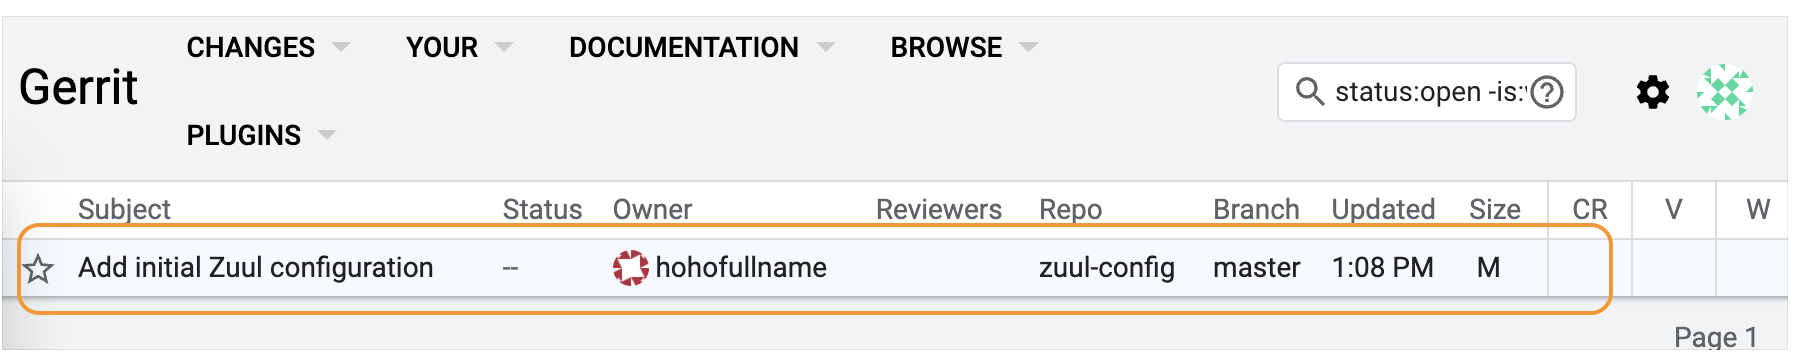 Gerrit
CHANGES YOUR DOCUMENTATION BROWSE
PLUGINS
status:open -is:
Subject Status Owner Reviewers Repo Branch Updated Size CR V W
Add initial Zuul configuration -- hohofullname zuul-config master 1:08 PM M
Page 1